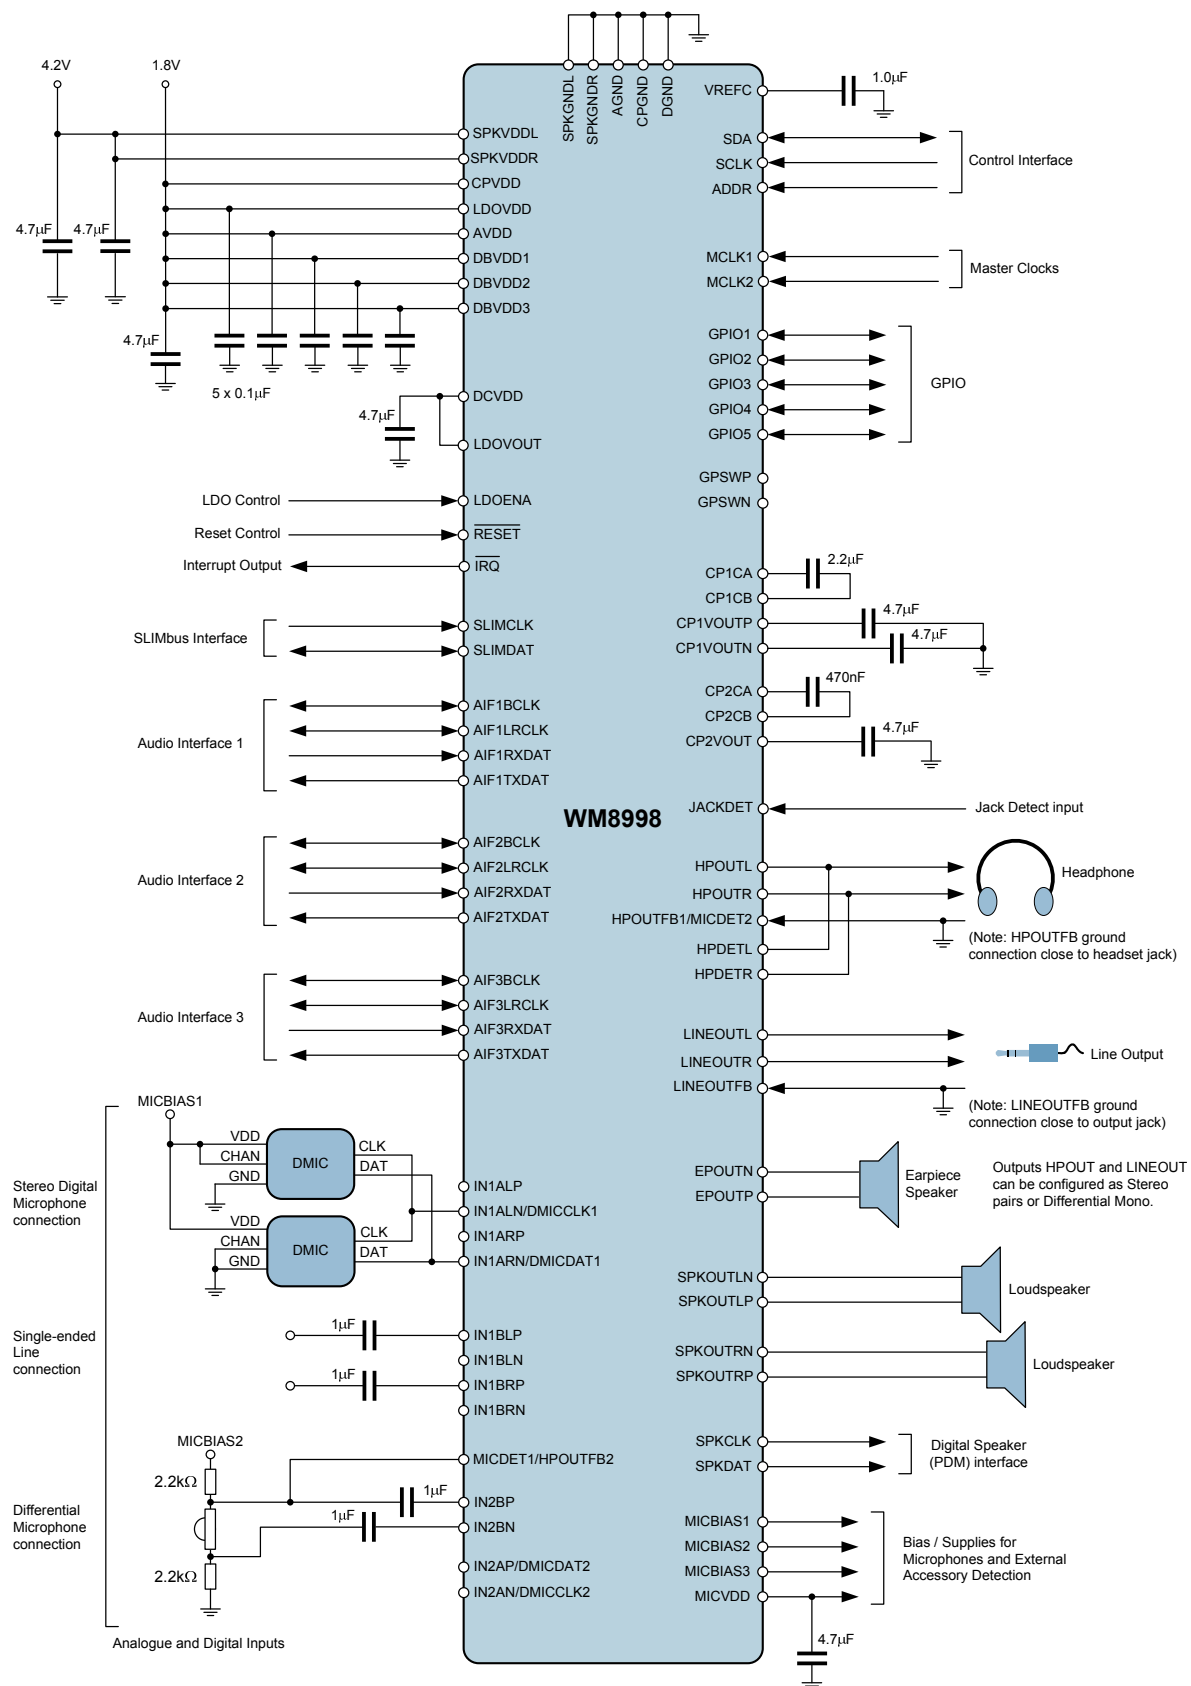 4.2V
1.8V
SPKGNDL
SPKGNDR
AGND
CPGND
DGND
SPKVDDL
SPKVDDR
CPVDD
LDOVDD
AVDD
DBVDD1
DBVDD2
DBVDD3
4.7μF
4.7μF
4.7μF
5 x 0.1μF
DCVDD
4.7μF
LDOVOUT
LDO Control
LDOENA
Reset Control
RESET
Interrupt Output
IRQ
SLIMbus Interface
SLIMCLK
SLIMDAT
Audio Interface 1
AIF1BCLK
AIF1LRCLK
AIF1RXDAT
AIF1TXDAT
Audio Interface 2
AIF2BCLK
AIF2LRCLK
AIF2RXDAT
AIF2TXDAT
Audio Interface 3
AIF3BCLK
AIF3LRCLK
AIF3RXDAT
AIF3TXDAT
MICBIAS1
Stereo Digital
Microphone
connection
VDD
CHAN
GND
DMIC
CLK
DAT
VDD
CHAN
GND
DMIC
CLK
DAT
IN1ALP
IN1ALN/DMICCLK1
IN1ARP
IN1ARN/DMICDAT1
Single-ended
Line
connection
1μF
1μF
IN1BLP
IN1BLN
IN1BRP
IN1BRN
MICBIAS2
2.2kΩ
Differential
Microphone
connection
2.2kΩ
1μF
1μF
MICDET1/HPOUTFB2
IN2BP
IN2BN
IN2AP/DMICDAT2
IN2AN/DMICCLK2
Analogue and Digital Inputs
WM8998
VREFC
1.0μF
SDA
SCLK
ADDR
Control Interface
MCLK1
MCLK2
Master Clocks
GPIO1
GPIO2
GPIO3
GPIO4
GPIO5
GPIO
GPSWP
GPSWN
CP1CA
2.2μF
CP1CB
CP1VOUTP
4.7μF
CP1VOUTN
4.7μF
CP2CA
470nF
CP2CB
CP2VOUT
4.7μF
JACKDET
Jack Detect input
HPOUTL
HPOUTR
HPOUTFB1/MICDET2
HPDETL
HPDETR
Headphone
(Note: HPOUTFB ground
connection close to headset jack)
LINEOUTL
LINEOUTR
LINEOUTFB
Line Output
(Note: LINEOUTFB ground
connection close to output jack)
EPOUTN
EPOUTP
Earpiece
Speaker
Outputs HPOUT and LINEOUT
can be configured as Stereo
pairs or Differential Mono.
SPKOUTLN
SPKOUTLP
Loudspeaker
SPKOUTRN
SPKOUTRP
Loudspeaker
SPKCLK
SPKDAT
Digital Speaker
(PDM) interface
MICBIAS1
MICBIAS2
MICBIAS3
MICVDD
Bias / Supplies for
Microphones and External
Accessory Detection
4.7μF